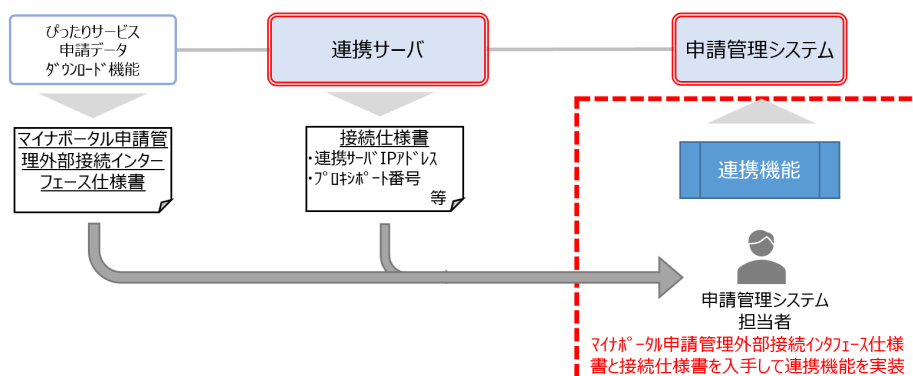 ぴったりサービス
申請データ
ﾀﾞｳﾝﾛｰﾄﾞ機能
連携サーバ
申請管理システム
マイナポータル申請管
理外部接続インター
フェース仕様書
接続仕様書
・連携ｻｰﾊﾞIPｱﾄﾞﾚｽ
・ﾌﾟﾛｷｼﾎﾟｰﾄ番号
等
連携機能
申請管理システム
担当者
ﾏｲﾅﾎﾟｰﾀﾙ申請管理外部接続ｲﾝﾀﾌｪｰｽ仕様
書と接続仕様書を入手して連携機能を実装